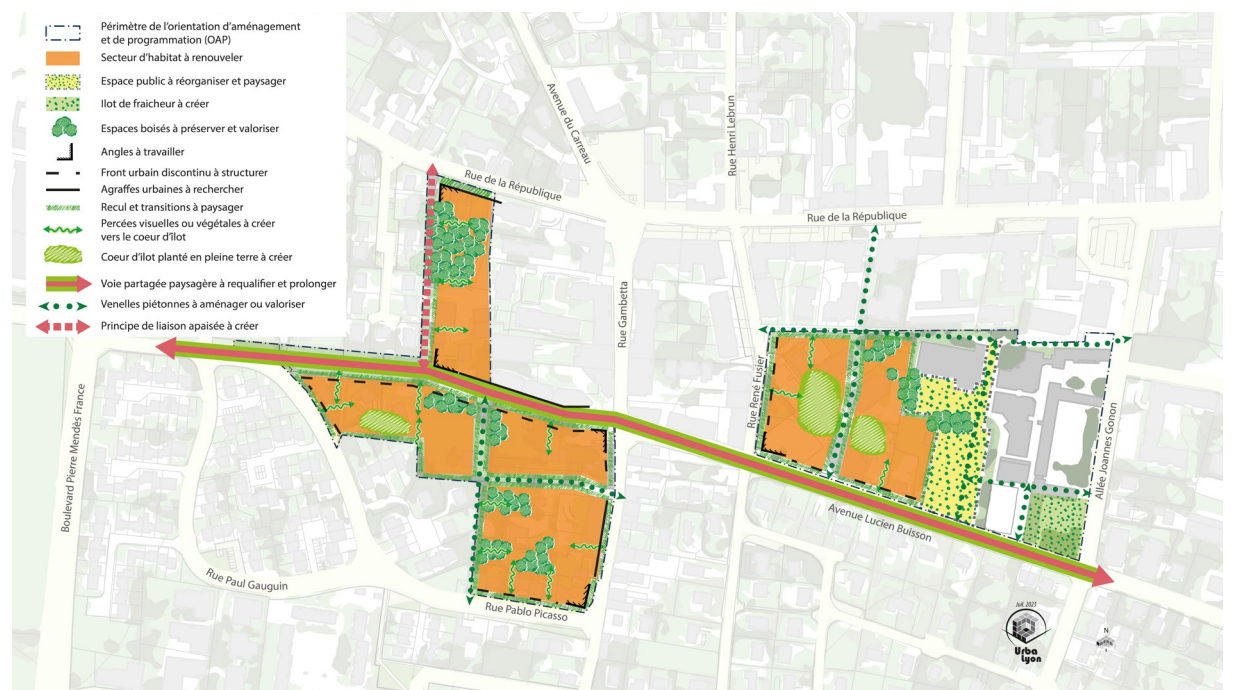 Périmètre de l'orientation d'aménagement
et de programmation (OAP)
Secteur d'habitat à renouveler
Espace public à réorganiser et paysager
Ilot de fraicheur à créer
Espaces boisés à préserver et valoriser
Angles à travailler
Front urbain discontinu à structurer
Agraffes urbaines à rechercher
Recul et transitions à paysager
Percées visuelles ou végétales à créer
vers le coeur d'îlot
Coeur d'ilot planté en pleine terre à créer
Voie partagée paysagère à requalifier et prolonger
Venelles piétonnes à aménager ou valoriser
Principe de liaison apaisée à créer
Avenue du Carreau
Rue Henri Lebrun
Rue de la République
Rue de la République
Rue Gambetta
Rue René Fusier
Boulevard Pierre Mendès France
Allée Joannes Gonon
Avenue Lucien Buisson
Rue Paul Gauguin
Rue Pablo Picasso
Juil. 2021
Urba
Lyon
N